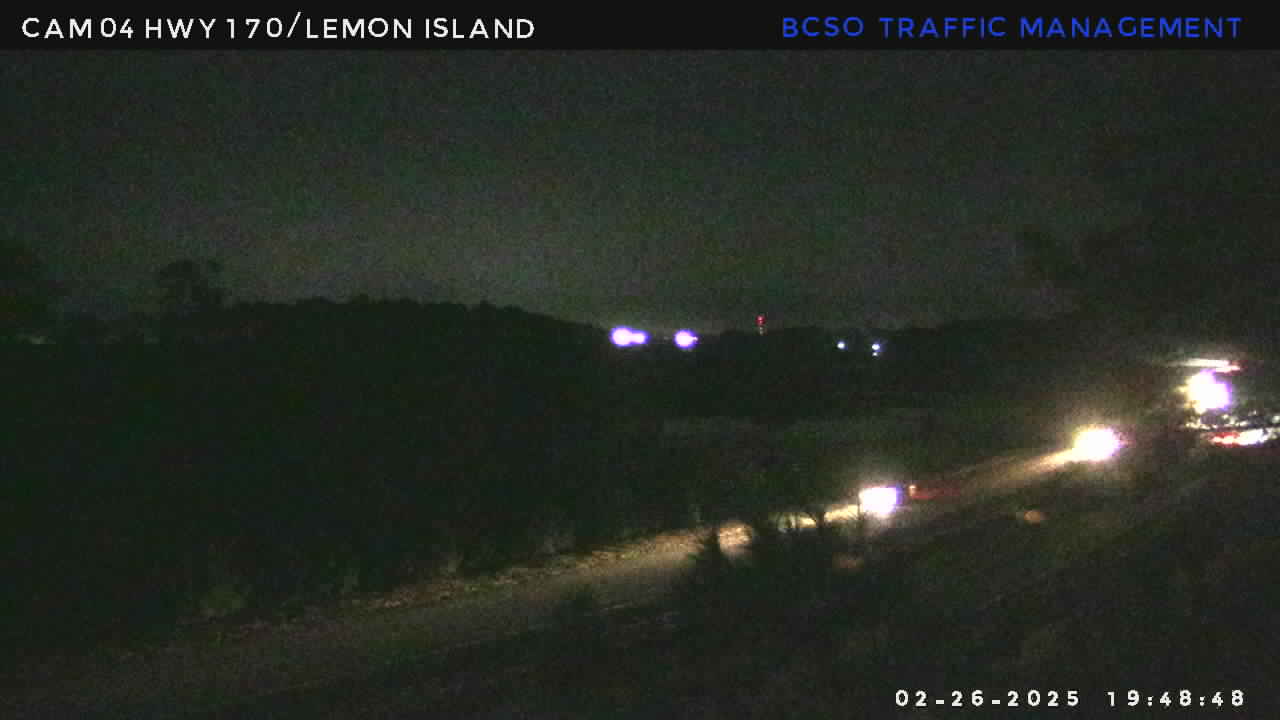 CAM04 HWY 170/LEMON ISLAND
BCSO TRAFFIC MANAGEMENT
02-26-2025 19:48:48